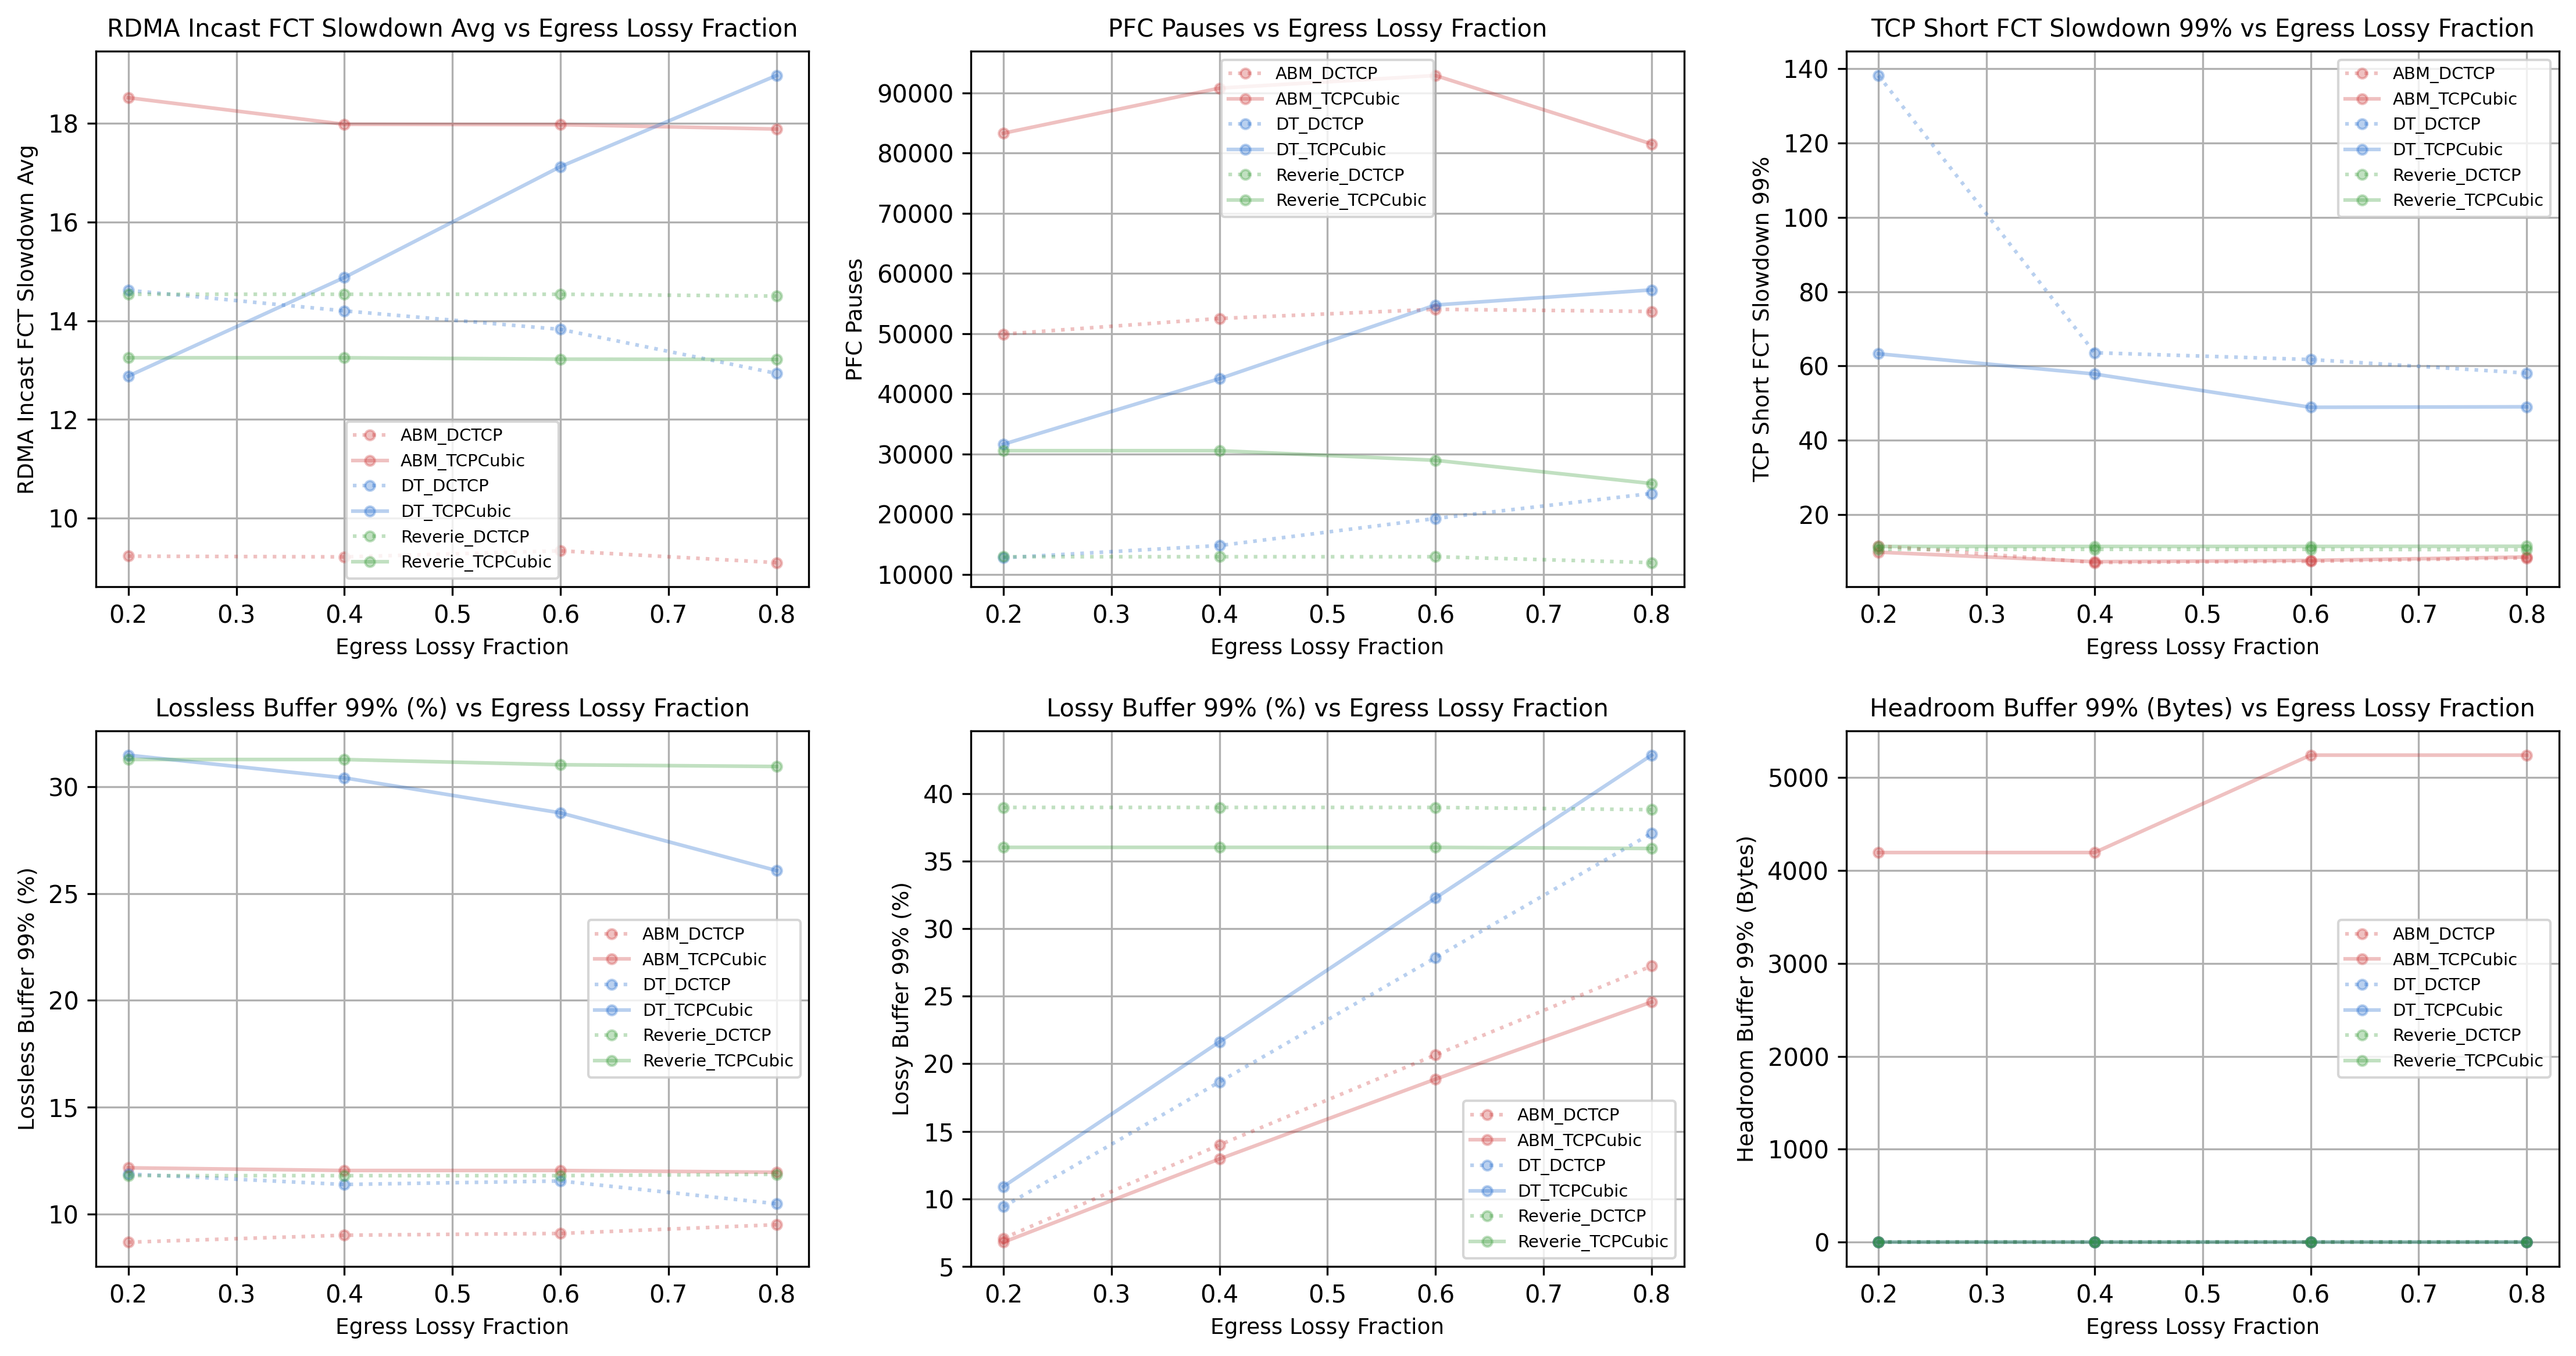 RDMA Incast FCT Slowdown Avg vs Egress Lossy Fraction
RDMA Incast FCT Slowdown Avg
18
16
14
12
10
ABM_DCTCP
ABM_TCPCubic
DT_DCTCP
DT_TCPCubic
Reverie_DCTCP
Reverie_TCPCubic
0.2 0.3 0.4 0.5 0.6 0.7 0.8
Egress Lossy Fraction
PFC Pauses vs Egress Lossy Fraction
PFC Pauses
90000
80000
70000
60000
50000
40000
30000
20000
10000
ABM_DCTCP
ABM_TCPCubic
DT_DCTCP
DT_TCPCubic
Reverie_DCTCP
Reverie_TCPCubic
0.2 0.3 0.4 0.5 0.6 0.7 0.8
Egress Lossy Fraction
TCP Short FCT Slowdown 99% vs Egress Lossy Fraction
TCP Short FCT Slowdown 99%
140
120
100
80
60
40
20
ABM_DCTCP
ABM_TCPCubic
DT_DCTCP
DT_TCPCubic
Reverie_DCTCP
Reverie_TCPCubic
0.2 0.3 0.4 0.5 0.6 0.7 0.8
Egress Lossy Fraction
Lossless Buffer 99% (%) vs Egress Lossy Fraction
Lossless Buffer 99% (%)
30
25
20
15
10
ABM_DCTCP
ABM_TCPCubic
DT_DCTCP
DT_TCPCubic
Reverie_DCTCP
Reverie_TCPCubic
0.2 0.3 0.4 0.5 0.6 0.7 0.8
Egress Lossy Fraction
Lossy Buffer 99% (%) vs Egress Lossy Fraction
Lossy Buffer 99% (%)
40
35
30
25
20
15
10
5
ABM_DCTCP
ABM_TCPCubic
DT_DCTCP
DT_TCPCubic
Reverie_DCTCP
Reverie_TCPCubic
0.2 0.3 0.4 0.5 0.6 0.7 0.8
Egress Lossy Fraction
Headroom Buffer 99% (Bytes) vs Egress Lossy Fraction
Headroom Buffer 99% (Bytes)
5000
4000
3000
2000
1000
0
ABM_DCTCP
ABM_TCPCubic
DT_DCTCP
DT_TCPCubic
Reverie_DCTCP
Reverie_TCPCubic
0.2 0.3 0.4 0.5 0.6 0.7 0.8
Egress Lossy Fraction